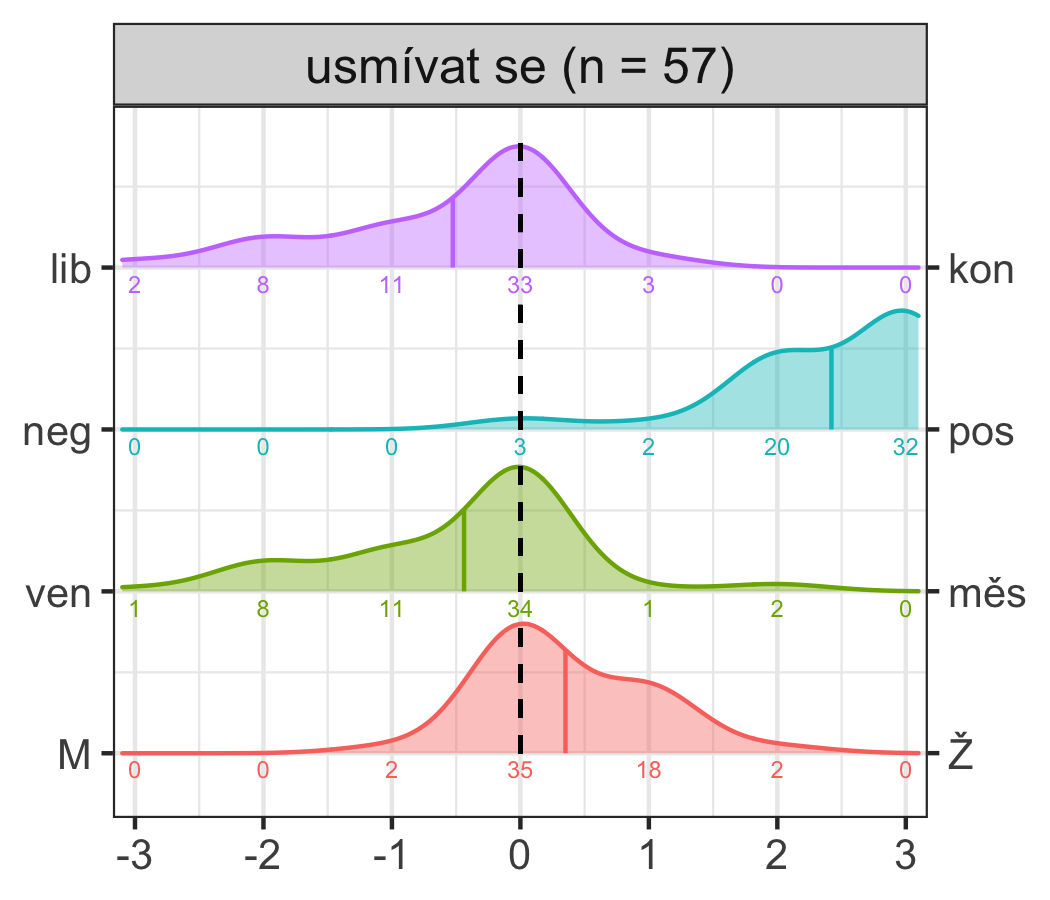 usmívat se (n = 57)
lib kon
2 8 11 33 3 0 0
neg pos
0 0 0 3 2 20 32
ven měs
1 8 11 34 1 2 0
M Ž
0 0 2 35 18 2 0
-3 -2 -1 0 1 2 3